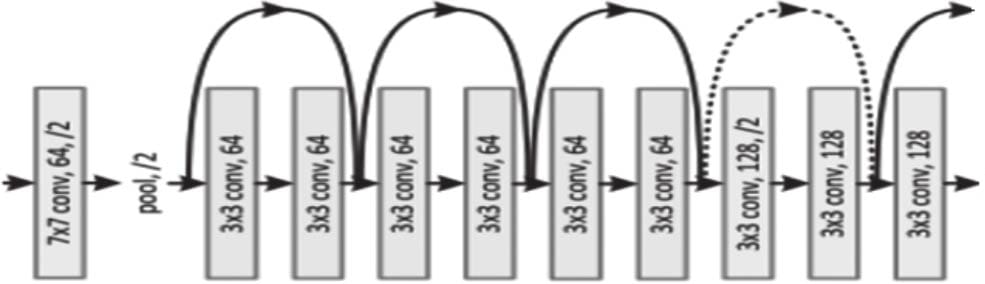 7x7 conv, 64, /2
pool, /2
3x3 conv, 64
3x3 conv, 64
3x3 conv, 64
3x3 conv, 64
3x3 conv, 64
3x3 conv, 64
3x3 conv, 128, /2
3x3 conv, 128
3x3 conv, 128